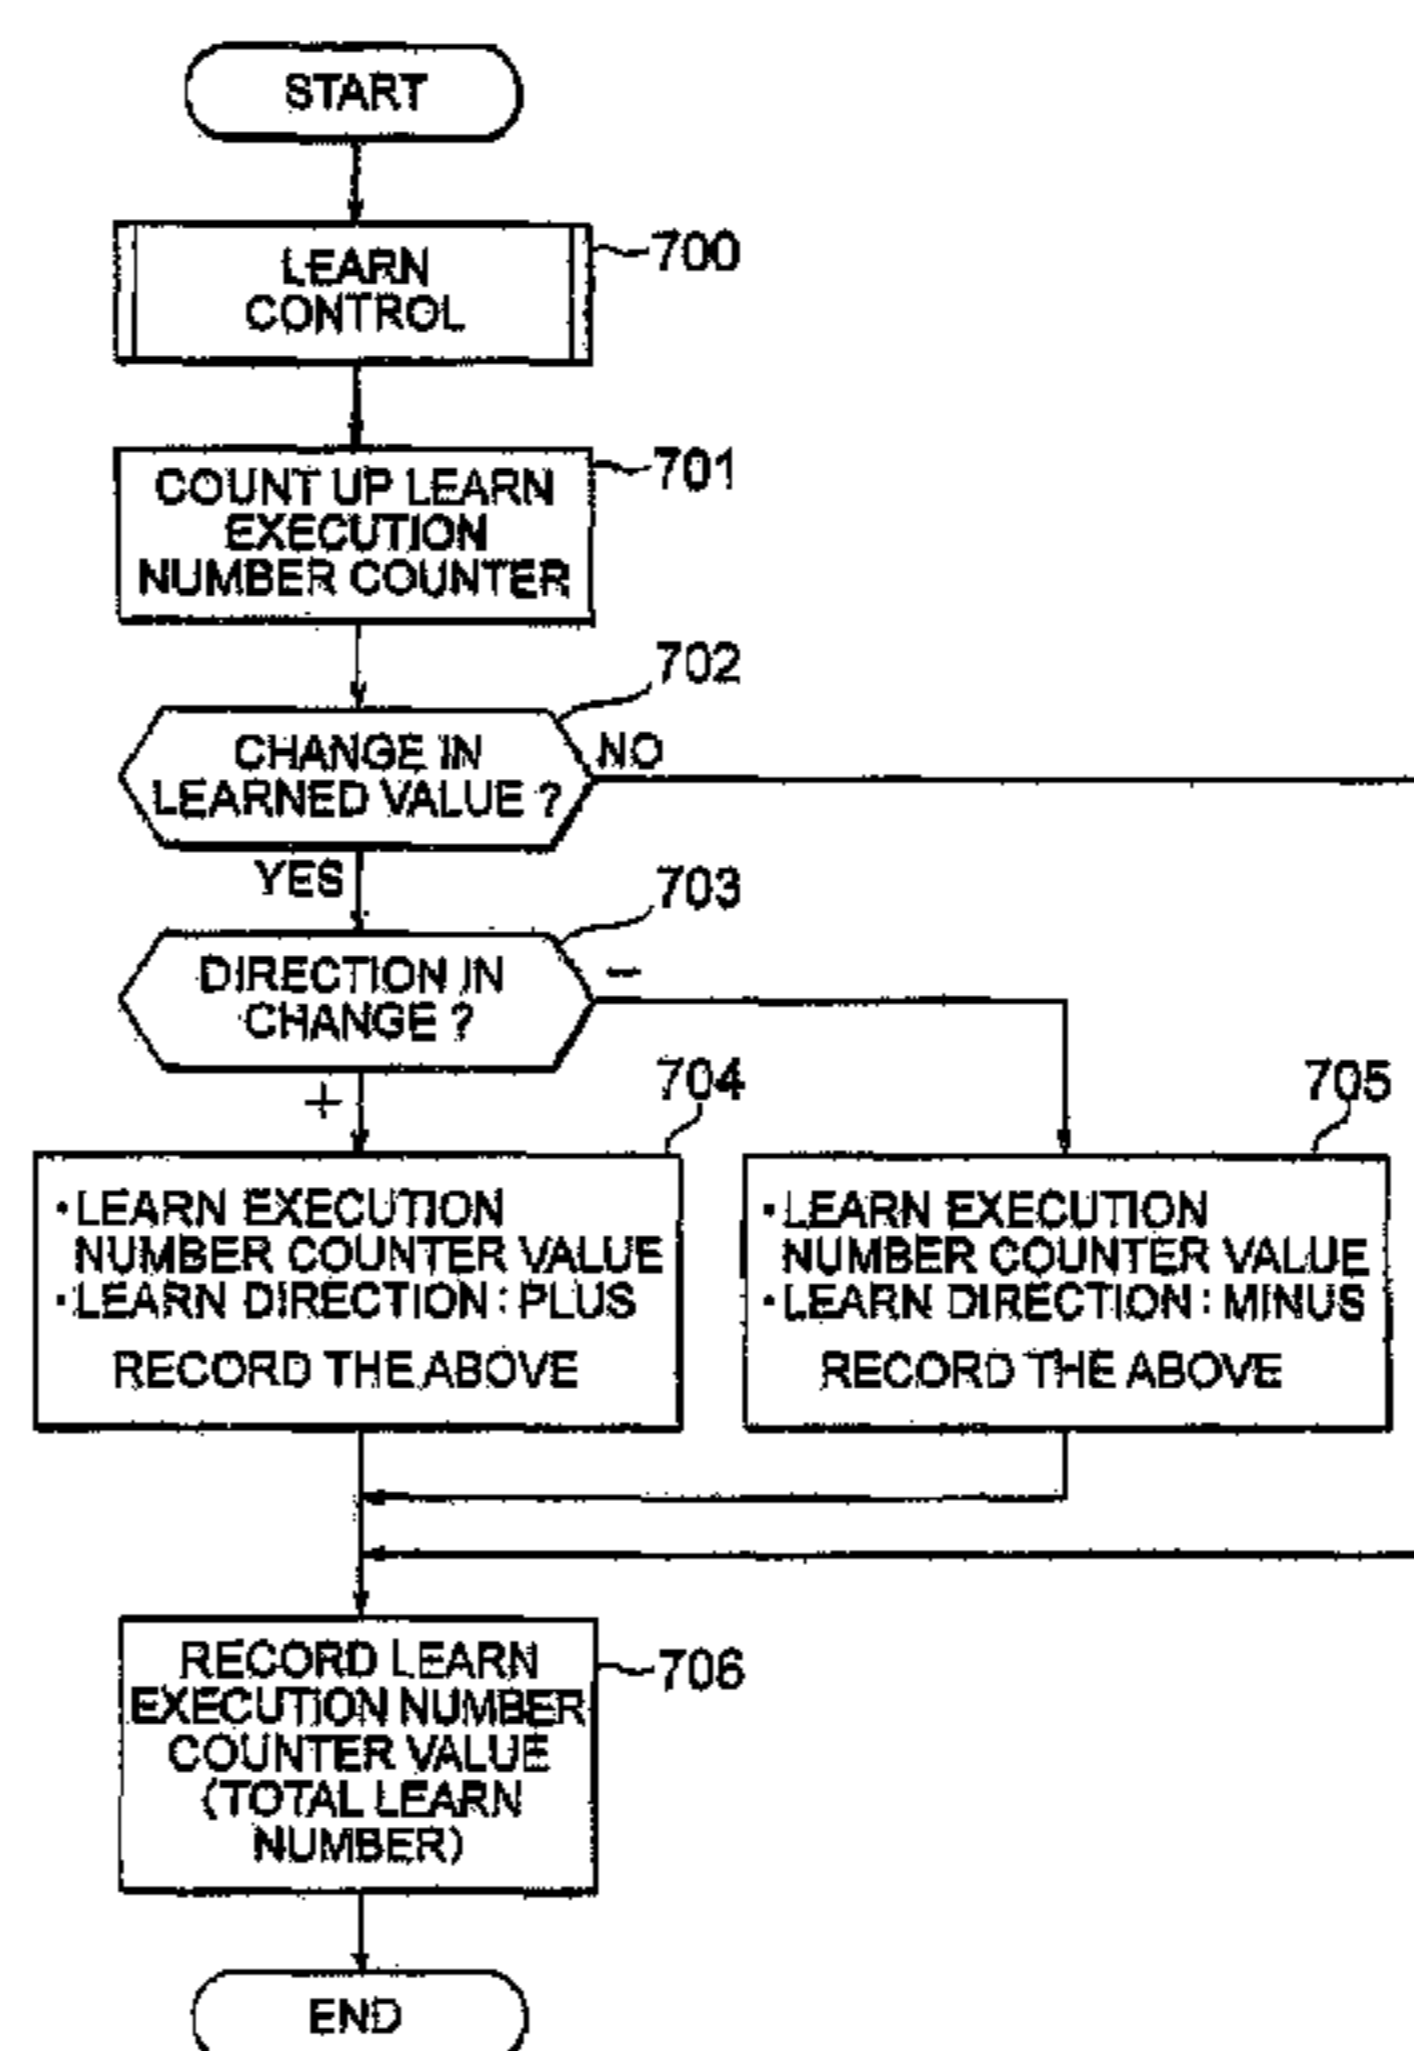 START
LEARN
CONTROL
700
COUNT UP LEARN
EXECUTION
NUMBER COUNTER
701
702
CHANGE IN
LEARNED VALUE ?
NO
YES
703
DIRECTION IN
CHANGE ?
−
+
704
・LEARN EXECUTION
NUMBER COUNTER VALUE
・LEARN DIRECTION : PLUS
RECORD THE ABOVE
705
・LEARN EXECUTION
NUMBER COUNTER VALUE
・LEARN DIRECTION : MINUS
RECORD THE ABOVE
RECORD LEARN
EXECUTION NUMBER
COUNTER VALUE
(TOTAL LEARN
NUMBER)
706
END